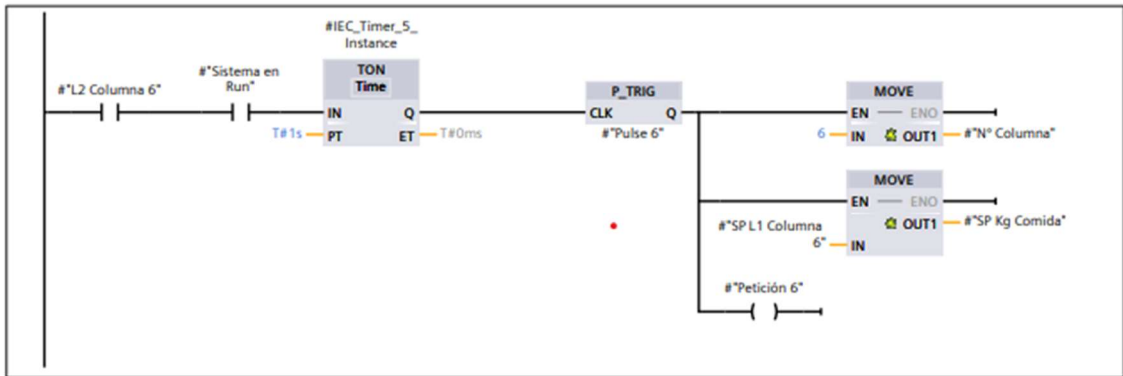 #IEC_Timer_5_
Instance
#"L2 Columna 6"
#"Sistema en
Run"
TON
Time
IN Q
T#1s PT ET T#0ms
P_TRIG
CLK Q
#"Pulse 6"
MOVE
EN ENO
6 IN OUT1 #"Nº Columna"
MOVE
EN ENO
OUT1 #"SP Kg Comida"
#"SP L1 Columna
6" IN
#"Petición 6"